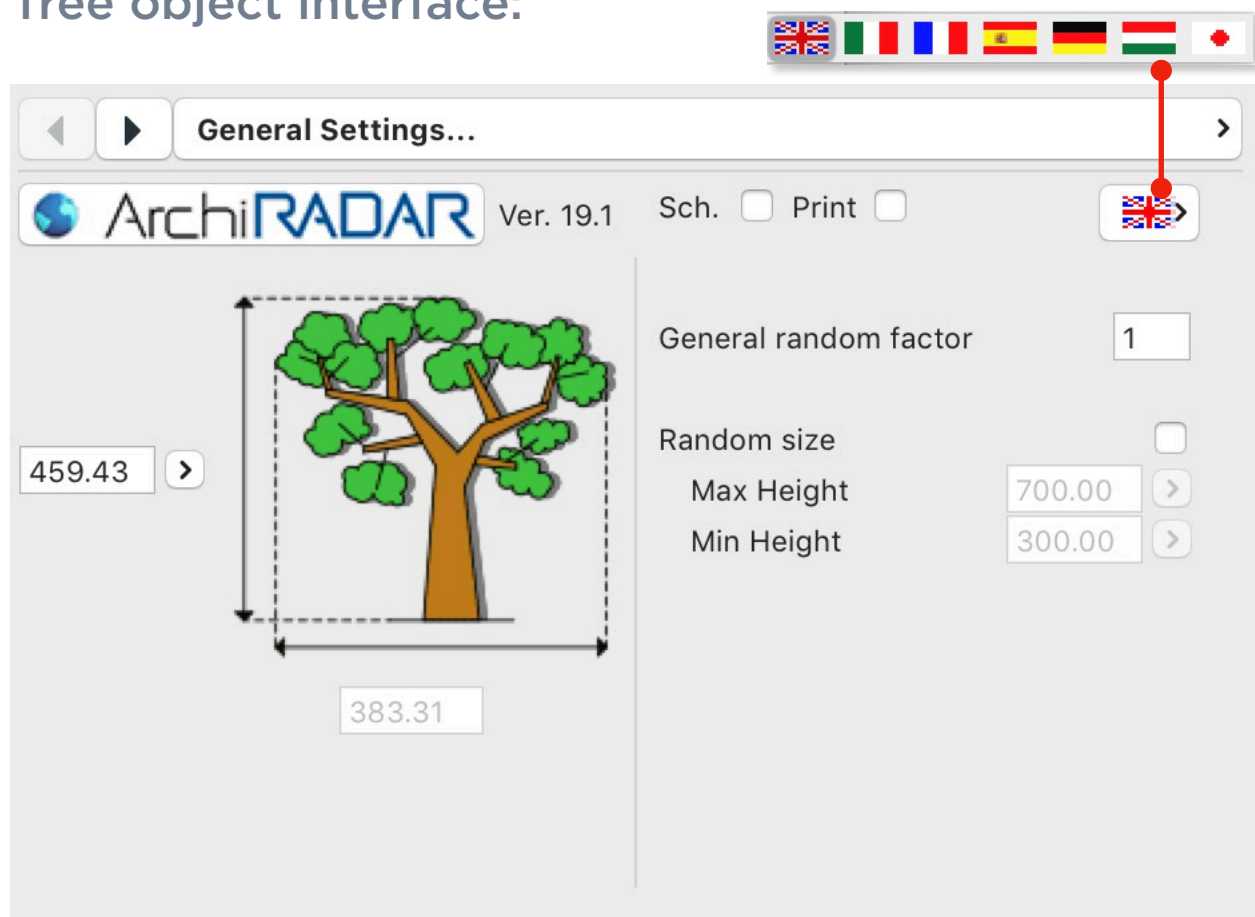 Tree object interface:
General Settings...
ArchiRADAR Ver. 19.1
Sch. Print
General random factor 1
Random size
459.43
Max Height 700.00
Min Height 300.00
383.31